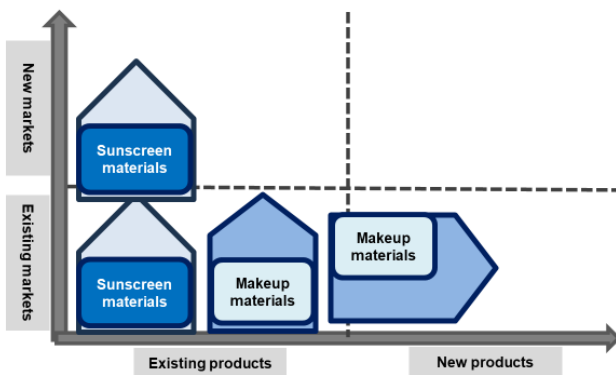 New markets
Sunscreen
materials
Existing markets
Sunscreen
materials
Makeup
materials
Makeup
materials
Existing products
New products